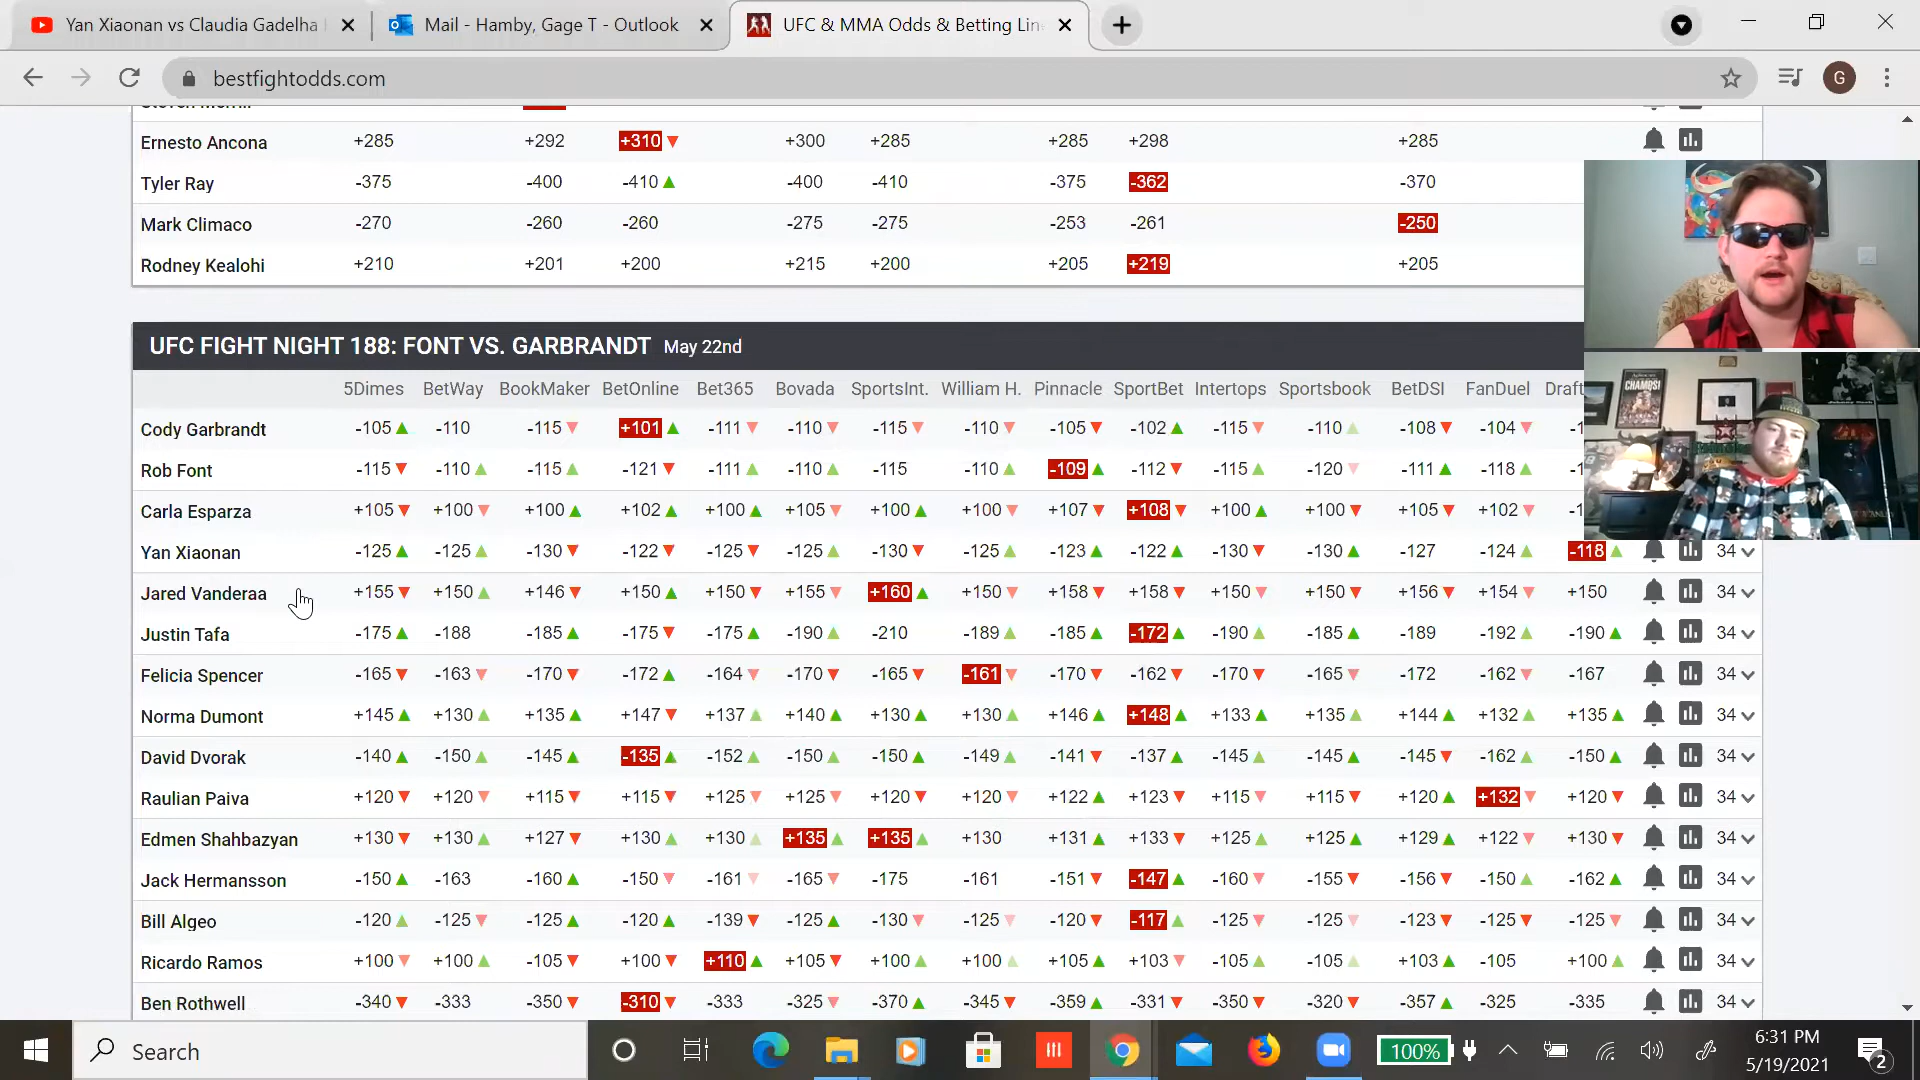 Yan Xiaonan vs Claudia Gadelha
Mail - Hamby, Gage T - Outlook
UFC & MMA Odds & Betting Lin
bestfightodds.com
G
Ernesto Ancona +285 +292 +310 +300 +285 +285 +298 +285
Tyler Ray -375 -400 -410 -400 -410 -375 -362 -370
Mark Climaco -270 -260 -260 -275 -275 -253 -261 -250
Rodney Kealohi +210 +201 +200 +215 +200 +205 +219 +205
UFC FIGHT NIGHT 188: FONT VS. GARBRANDT May 22nd
5Dimes BetWay BookMaker BetOnline Bet365 Bovada SportsInt. William H. Pinnacle SportBet Intertops Sportsbook BetDSI FanDuel Draft
Cody Garbrandt -105 -110 -115 +101 -111 -110 -115 -110 -105 -102 -115 -110 -108 -104 -1
Rob Font -115 -110 -115 -121 -111 -110 -115 -110 -109 -112 -115 -120 -111 -118 -1
Carla Esparza +105 +100 +100 +102 +100 +105 +100 +100 +107 +108 +100 +100 +105 +102 -1
Yan Xiaonan -125 -125 -130 -122 -125 -125 -130 -125 -123 -122 -130 -130 -127 -124 -118 34
Jared Vanderaa +155 +150 +146 +150 +150 +155 +160 +150 +158 +158 +150 +150 +156 +154 +150 34
Justin Tafa -175 -188 -185 -175 -175 -190 -210 -189 -185 -172 -190 -185 -189 -192 -190 34
Felicia Spencer -165 -163 -170 -172 -164 -170 -165 -161 -170 -162 -170 -165 -172 -162 -167 34
Norma Dumont +145 +130 +135 +147 +137 +140 +130 +130 +146 +148 +133 +135 +144 +132 +135 34
David Dvorak -140 -150 -145 -135 -152 -150 -150 -149 -141 -137 -145 -145 -145 -162 -150 34
Raulian Paiva +120 +120 +115 +115 +125 +125 +120 +120 +122 +123 +115 +115 +120 +132 +120 34
Edmen Shahbazyan +130 +130 +127 +130 +130 +135 +135 +130 +131 +133 +125 +125 +129 +122 +130 34
Jack Hermansson -150 -163 -160 -150 -161 -165 -175 -161 -151 -147 -160 -155 -156 -150 -162 34
Bill Algeo -120 -125 -125 -120 -139 -125 -130 -125 -120 -117 -125 -125 -123 -125 -125 34
Ricardo Ramos +100 +100 -105 +100 +110 +105 +100 +100 +105 +103 -105 -105 +103 -105 +100 34
Ben Rothwell -340 -333 -350 -310 -333 -325 -370 -345 -359 -331 -350 -320 -357 -325 -335 34
Search
100%
6:31 PM
5/19/2021
2